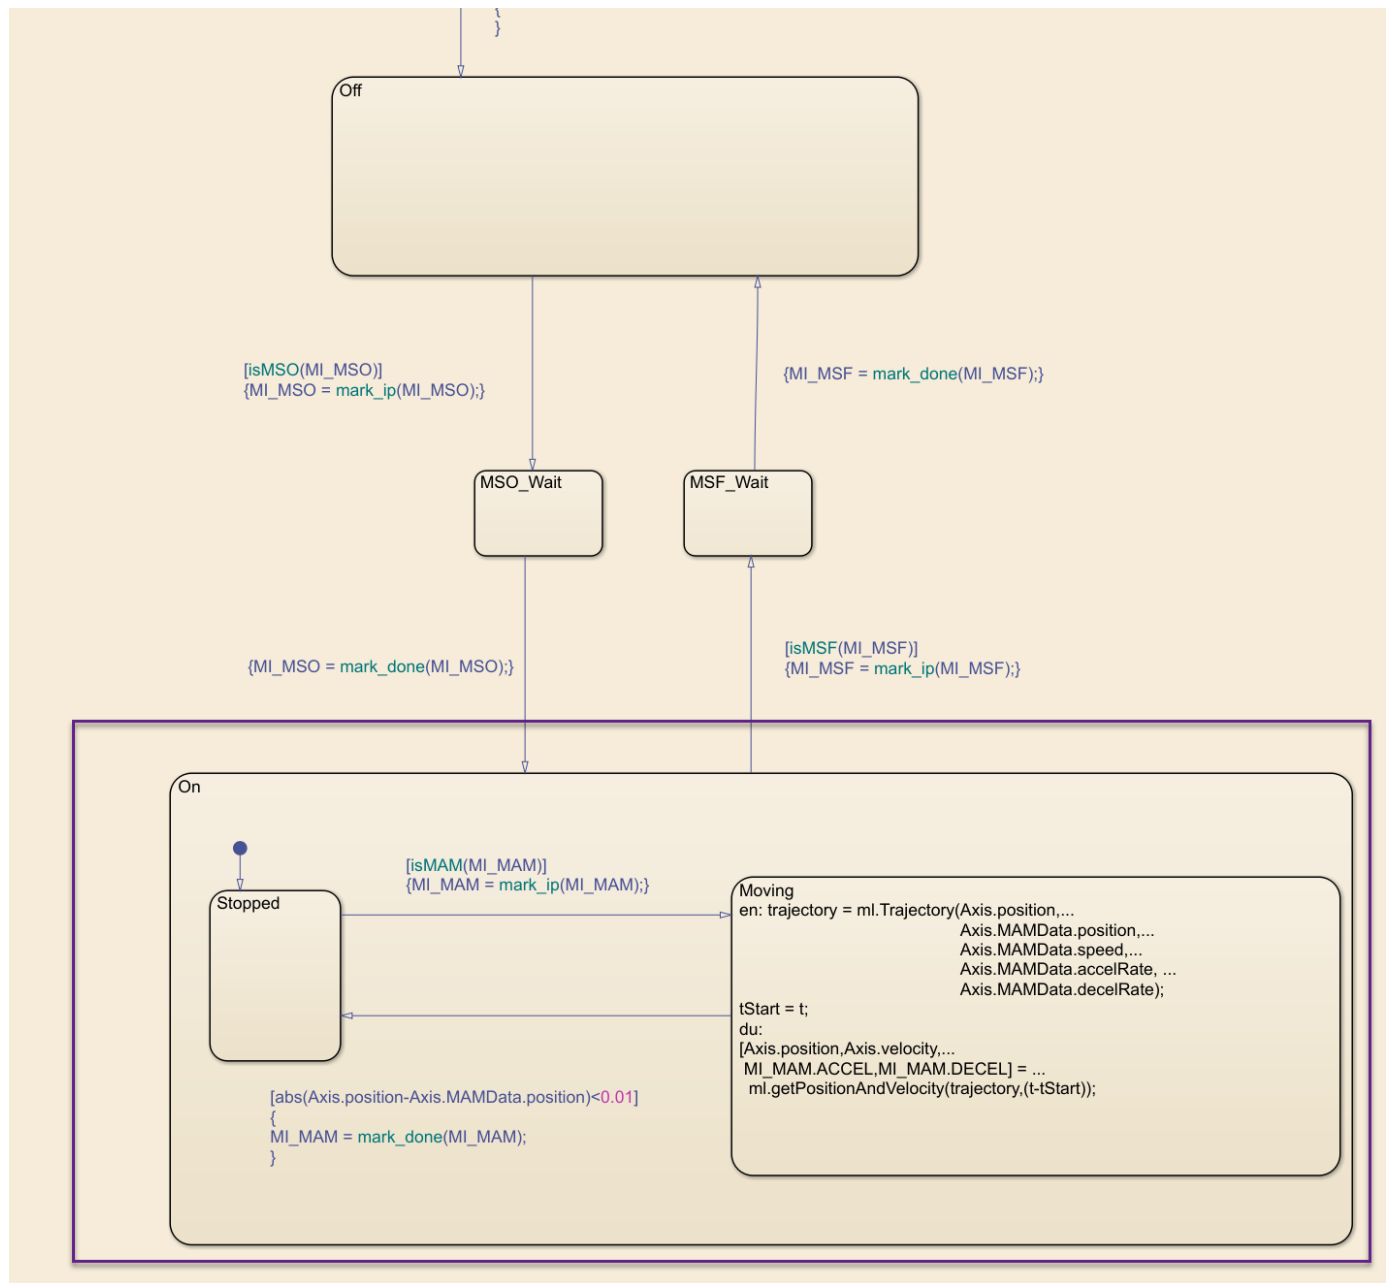 {
}
Off
[isMSO(MI_MSO)]
{MI_MSO = mark_ip(MI_MSO);}
{MI_MSF = mark_done(MI_MSF);}
MSO_Wait
MSF_Wait
{MI_MSO = mark_done(MI_MSO);}
[isMSF(MI_MSF)]
{MI_MSF = mark_ip(MI_MSF);}
On
[isMAM(MI_MAM)]
{MI_MAM = mark_ip(MI_MAM);}
Stopped
Moving
en: trajectory = ml.Trajectory(Axis.position,...
Axis.MAMData.position,...
Axis.MAMData.speed,...
Axis.MAMData.accelRate, ...
Axis.MAMData.decelRate);
tStart = t;
du:
[Axis.position,Axis.velocity,...
MI_MAM.ACCEL,MI_MAM.DECEL] = ...
ml.getPositionAndVelocity(trajectory,(t-tStart));
[abs(Axis.position-Axis.MAMData.position)<0.01]
{
MI_MAM = mark_done(MI_MAM);
}